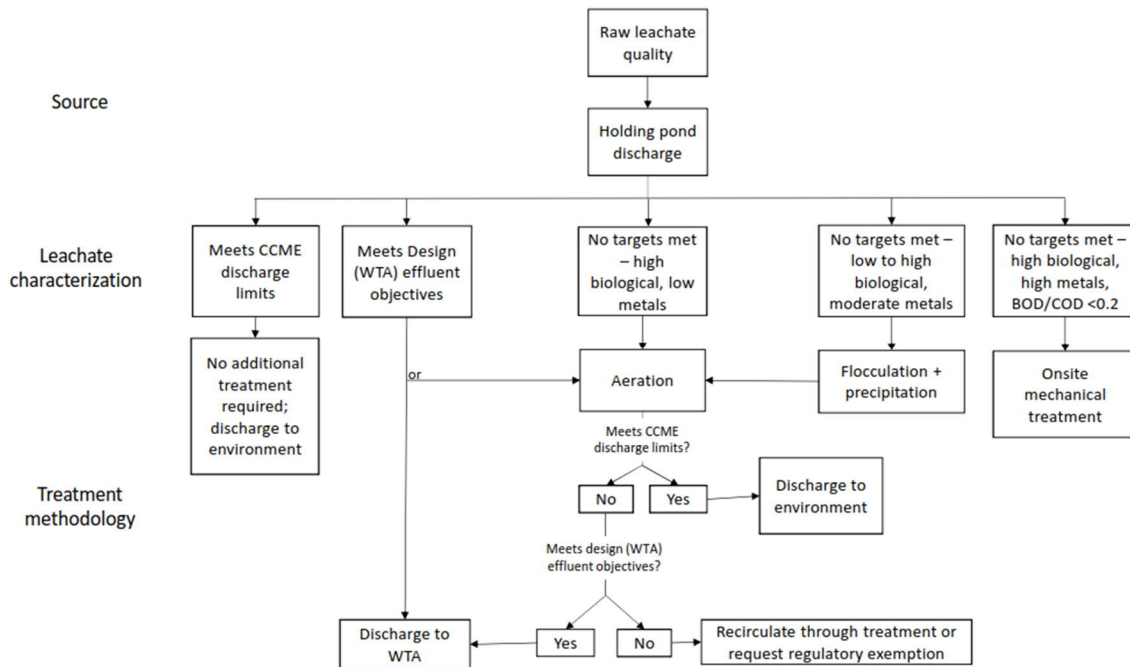 Raw leachate
quality
Source
Holding pond
discharge
Leachate
characterization
Meets CCME
discharge
limits
Meets Design
(WTA) effluent
objectives
No targets met
– high
biological, low
metals
No targets met –
low to high
biological,
moderate metals
No targets met –
high biological,
high metals,
BOD/COD <0.2
No additional
treatment
required;
discharge to
environment
or
Aeration
Flocculation +
precipitation
Onsite
mechanical
treatment
Meets CCME
discharge limits?
Treatment
methodology
No
Yes
Discharge to
environment
Meets design (WTA)
effluent objectives?
Discharge to
WTA
Yes
No
Recirculate through treatment or
request regulatory exemption